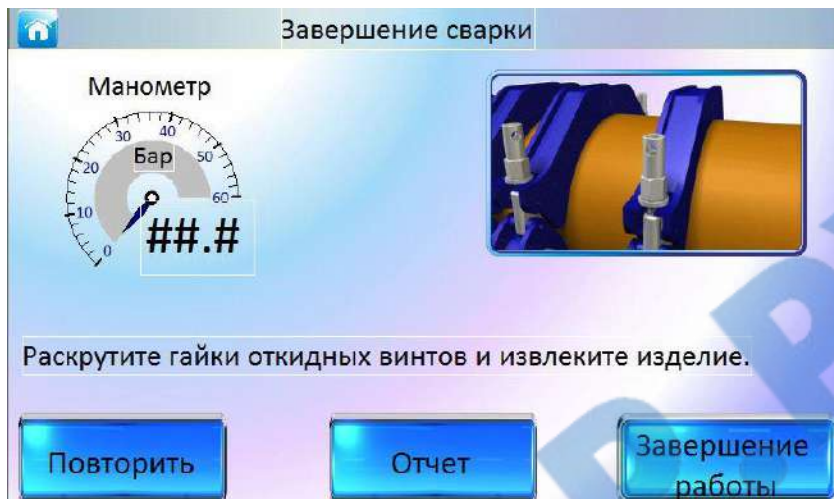 Завершение сварки
Манометр
Бар
0
10
20
30
40
50
60
##.#
Раскрутите гайки откидных винтов и извлеките изделие.
Повторить
Отчет
Завершение
работы